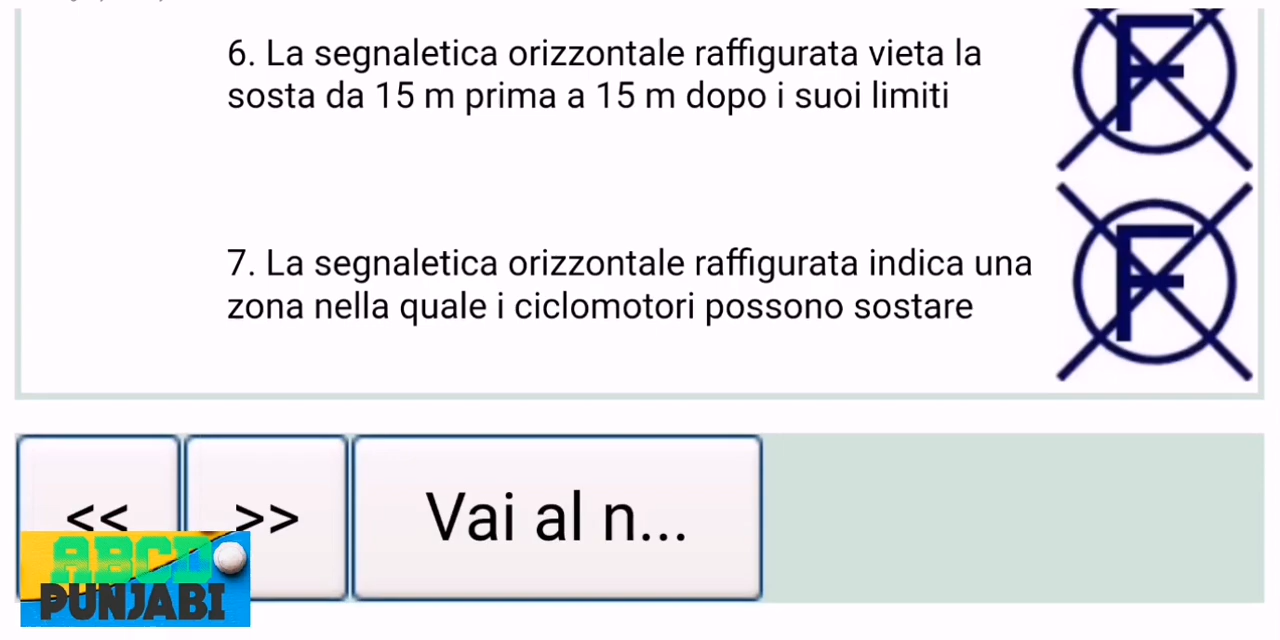 6. La segnaletica orizzontale raffigurata vieta la
sosta da 15 m prima a 15 m dopo i suoi limiti
F
7. La segnaletica orizzontale raffigurata indica una
zona nella quale i ciclomotori possono sostare
F
<<
>>
Vai al n...
ABCD
PUNJABI